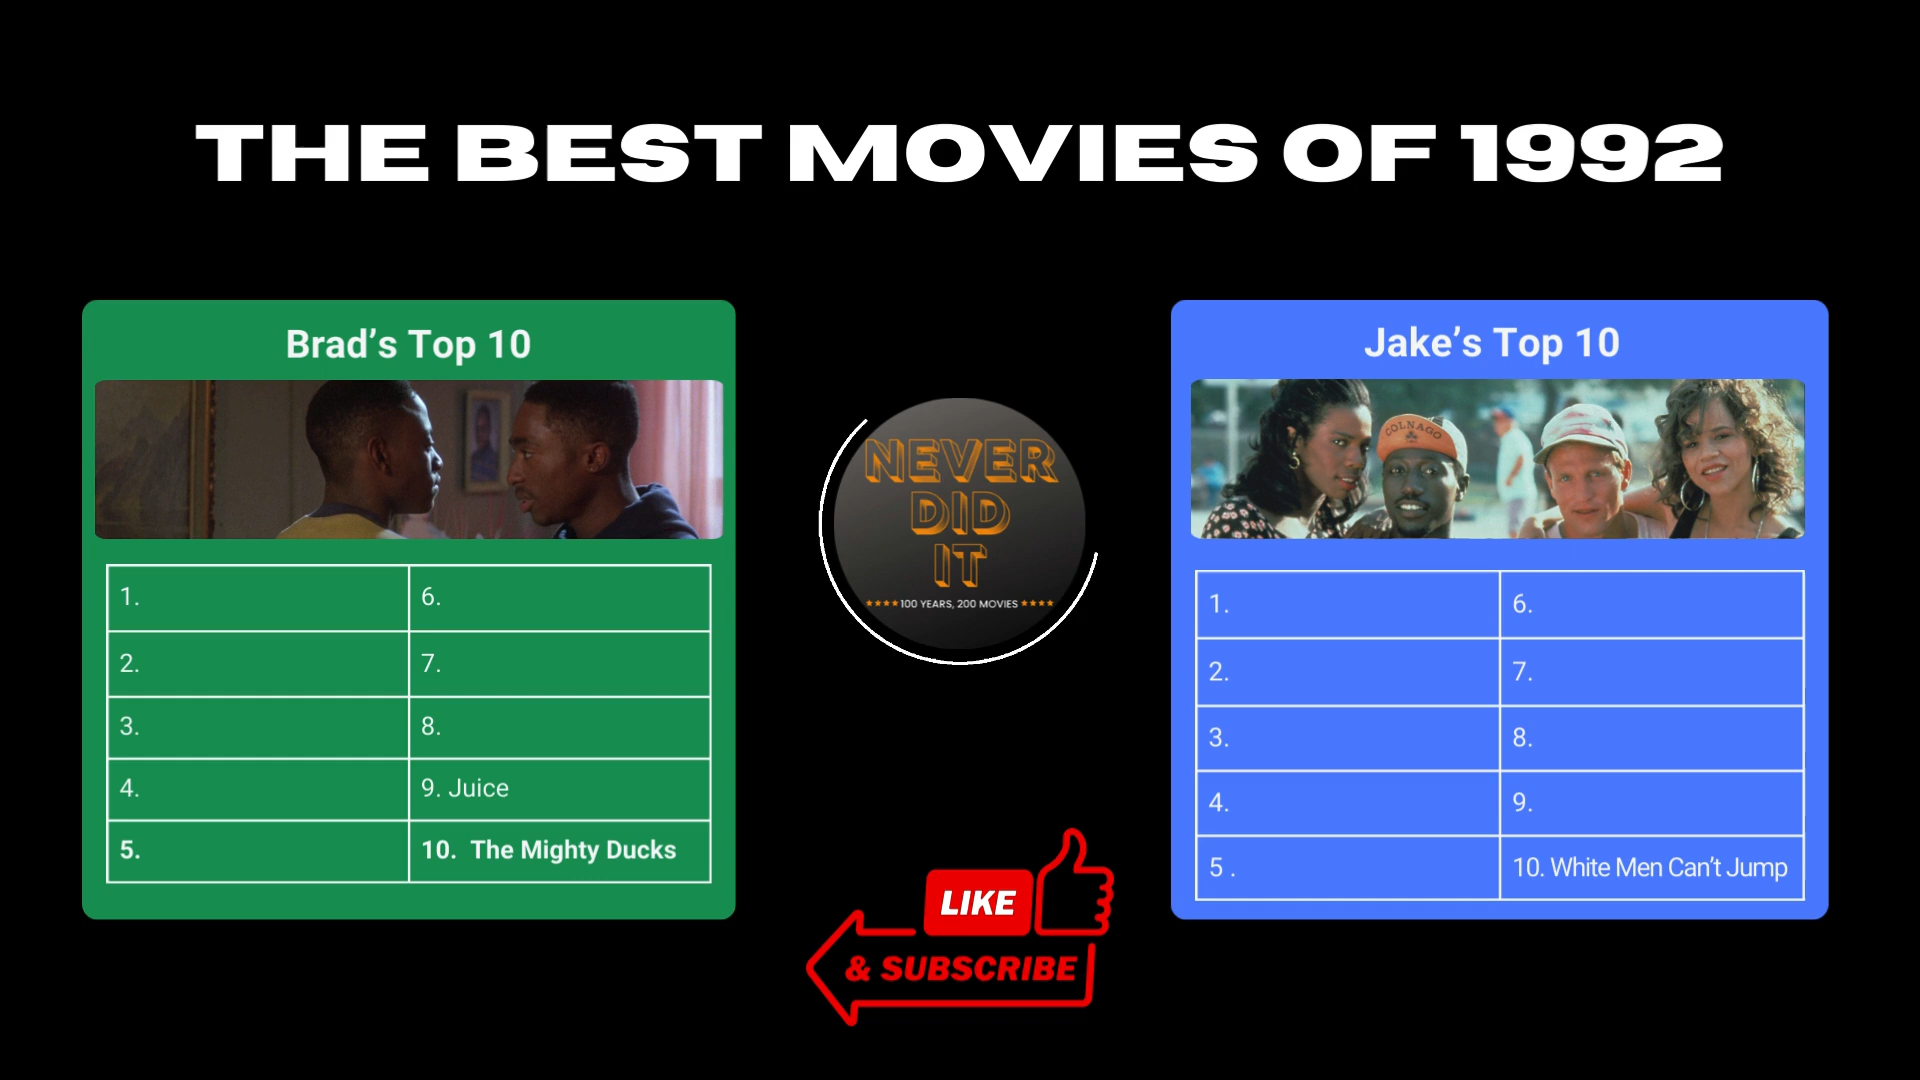 THE BEST MOVIES OF 1992
Brad’s Top 10
1.
6.
2.
7.
3.
8.
4.
9. Juice
5.
10. The Mighty Ducks
NEVER
DID
IT
★★★★100 YEARS, 200 MOVIES ★★★★
LIKE
& SUBSCRIBE
Jake’s Top 10
COLNAGO
1.
6.
2.
7.
3.
8.
4.
9.
5 .
10. White Men Can’t Jump